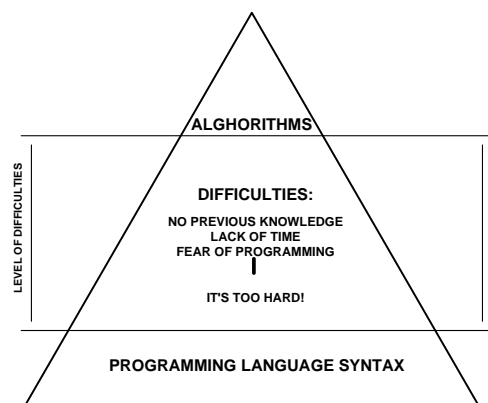 ALGHORITHMS
LEVEL OF DIFFICULTIES
DIFFICULTIES:
NO PREVIOUS KNOWLEDGE
LACK OF TIME
FEAR OF PROGRAMMING
IT'S TOO HARD!
PROGRAMMING LANGUAGE SYNTAX